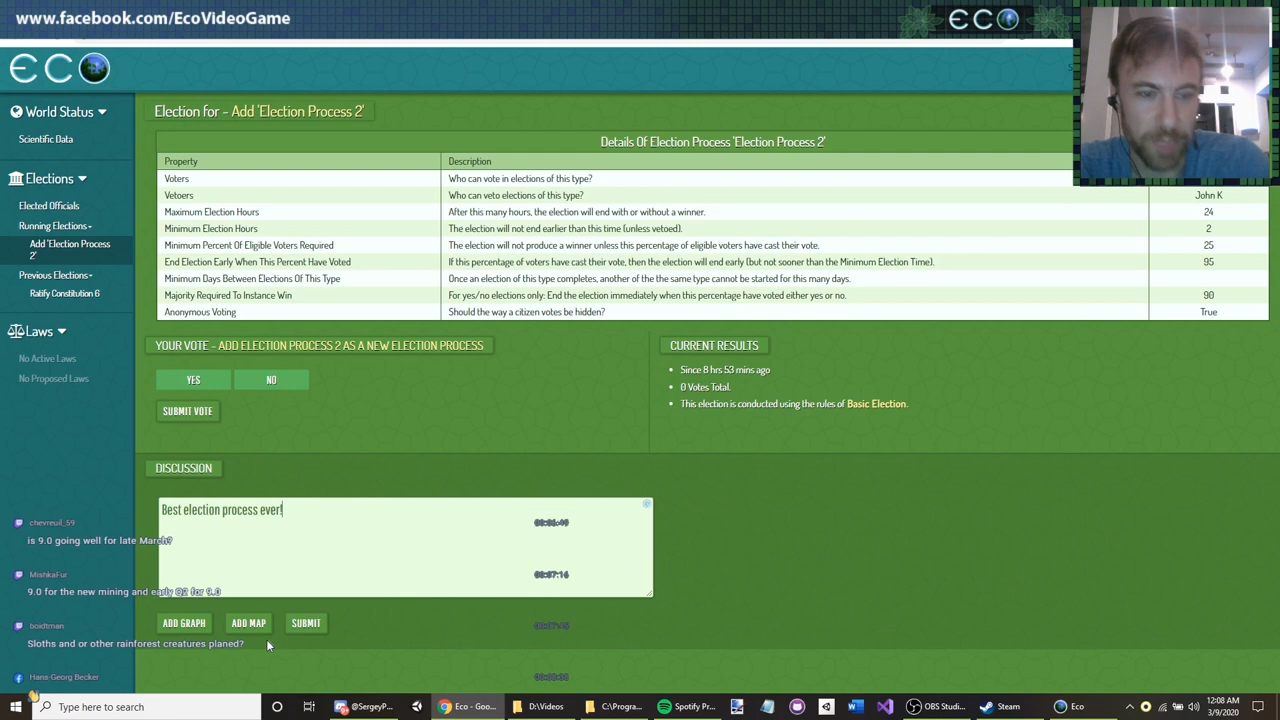 www.facebook.com/EcoVideoGame
ECO
ECO
World Status
Scientific Data
Elections
Elected Officials
Running Elections
Add 'Election Process
2'
Previous Elections
Ratify Constitution 6
Laws
No Active Laws
No Proposed Laws
Election for - Add 'Election Process 2'
Details Of Election Process 'Election Process 2'
Property Description
Voters Who can vote in elections of this type?
Vetoers Who can veto elections of this type? John K
Maximum Election Hours After this many hours, the election will end with or without a winner. 24
Minimum Election Hours The election will not end earlier than this time (unless vetoed). 2
Minimum Percent Of Eligible Voters Required The election will not produce a winner unless this percentage of eligible voters have cast their vote. 25
End Election Early When This Percent Have Voted If this percentage of voters have cast their vote, then the election will end early (but not sooner than the Minimum Election Time). 95
Minimum Days Between Elections Of This Type Once an election of this type completes, another of the same type cannot be started for this many days.
Majority Required To Instance Win For yes/no elections only: End the election immediately when this percentage have voted either yes or no. 90
Anonymous Voting Should the way a citizen votes be hidden? True
YOUR VOTE - ADD ELECTION PROCESS 2 AS A NEW ELECTION PROCESS
YES NO
SUBMIT VOTE
CURRENT RESULTS
Since 8 hrs 53 mins ago
0 Votes Total.
This election is conducted using the rules of Basic Election.
DISCUSSION
Best election process ever!
ADD GRAPH ADD MAP SUBMIT
chevreuil_59
is 9.0 going well for late March?
MishkaFur
9.0 for the new mining and early Q2 for 9.0
boidtman
Sloths and or other rainforest creatures planed?
Hans-Georg Becker
Type here to search
@SergeyP...
Eco - Goo...
D:\Videos
C:\Progra...
Spotify Pr...
OBS Studi...
Steam
Eco
12:08 AM
3/9/2020